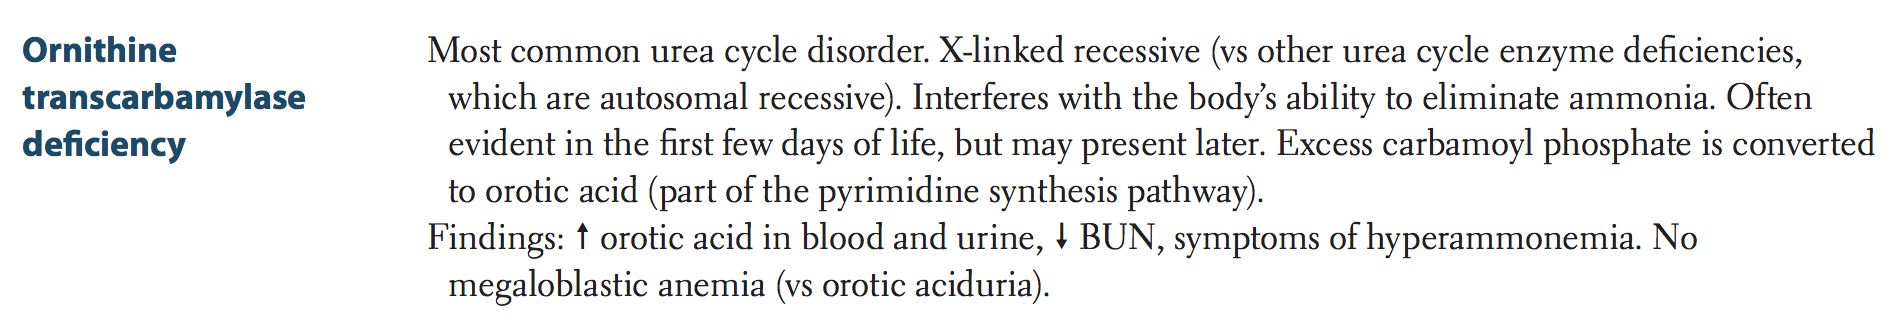 Ornithine
transcarbamylase
deficiency
Most common urea cycle disorder. X-linked recessive (vs other urea cycle enzyme deficiencies,
which are autosomal recessive). Interferes with the body’s ability to eliminate ammonia. Often
evident in the first few days of life, but may present later. Excess carbamoyl phosphate is converted
to orotic acid (part of the pyrimidine synthesis pathway).
Findings: ↑ orotic acid in blood and urine, ↓ BUN, symptoms of hyperammonemia. No
megaloblastic anemia (vs orotic aciduria).